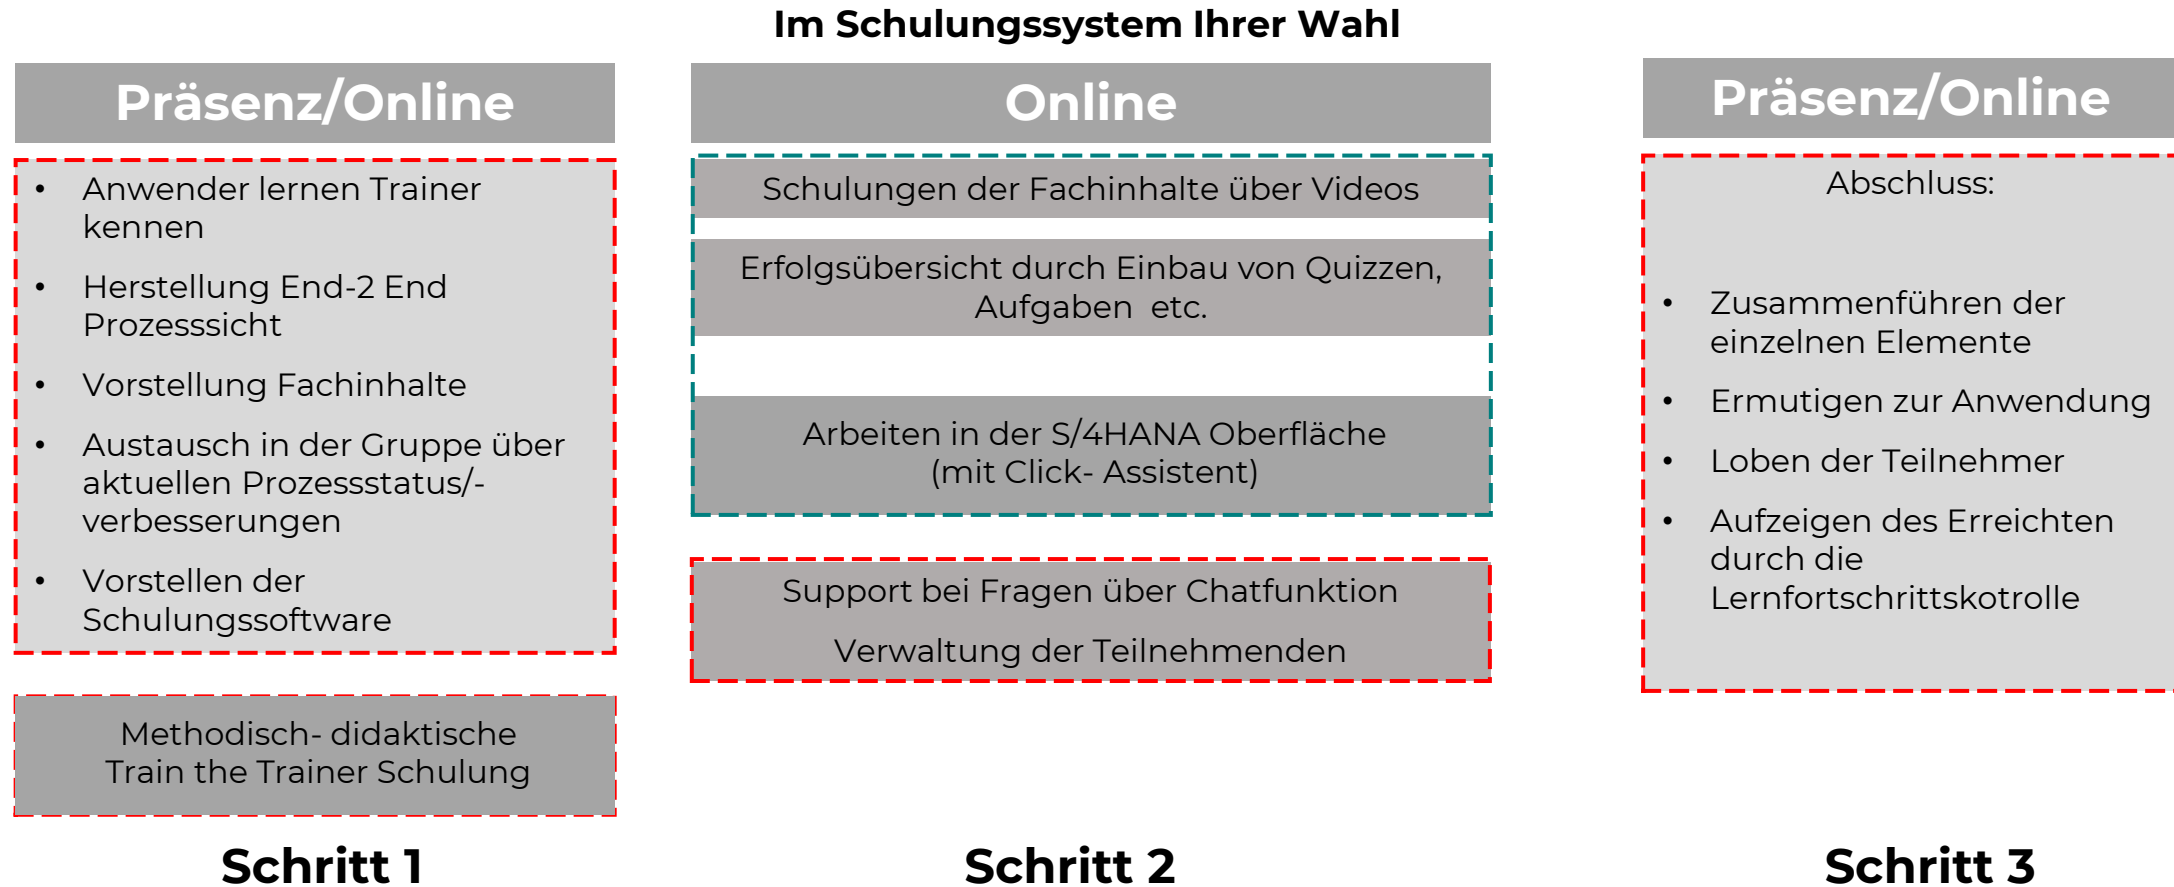 Im Schulungssystem Ihrer Wahl
Präsenz/Online
• Anwender lernen Trainer
kennen
• Herstellung End-2 End
Prozesssicht
• Vorstellung Fachinhalte
• Austausch in der Gruppe über
aktuellen Prozessstatus/-
verbesserungen
• Vorstellen der
Schulungssoftware
Methodisch- didaktische
Train the Trainer Schulung
Schritt 1
Online
Schulungen der Fachinhalte über Videos
Erfolgsübersicht durch Einbau von Quizzen,
Aufgaben etc.
Arbeiten in der S/4HANA Oberfläche
(mit Click- Assistent)
Support bei Fragen über Chatfunktion
Verwaltung der Teilnehmenden
Schritt 2
Präsenz/Online
Abschluss:
• Zusammenführen der
einzelnen Elemente
• Ermutigen zur Anwendung
• Loben der Teilnehmer
• Aufzeigen des Erreichten
durch die
Lernfortschrittskotrolle
Schritt 3